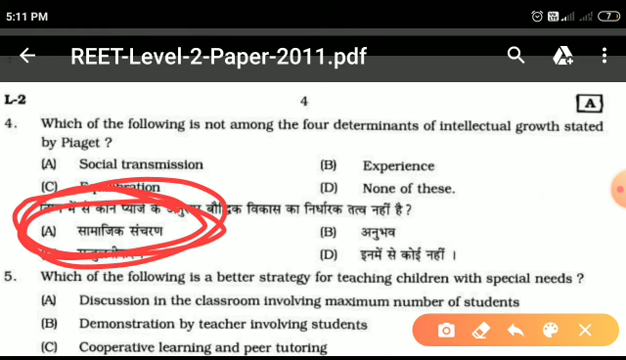 5:11 PM
7
REET-Level-2-Paper-2011.pdf
L-2 4 A
4. Which of the following is not among the four determinants of intellectual growth stated
by Piaget ?
(A) Social transmission (B) Experience
(C) (D) None of these.
में से कौन प्याजे के अनुसार बौद्धिक विकास का निर्धारक तत्व नहीं है ?
(A) सामाजिक संचरण (B) अनुभव
(D) इनमें से कोई नहीं ।
5. Which of the following is a better strategy for teaching children with special needs ?
(A) Discussion in the classroom involving maximum number of students
(B) Demonstration by teacher involving students
(C) Cooperative learning and peer tutoring